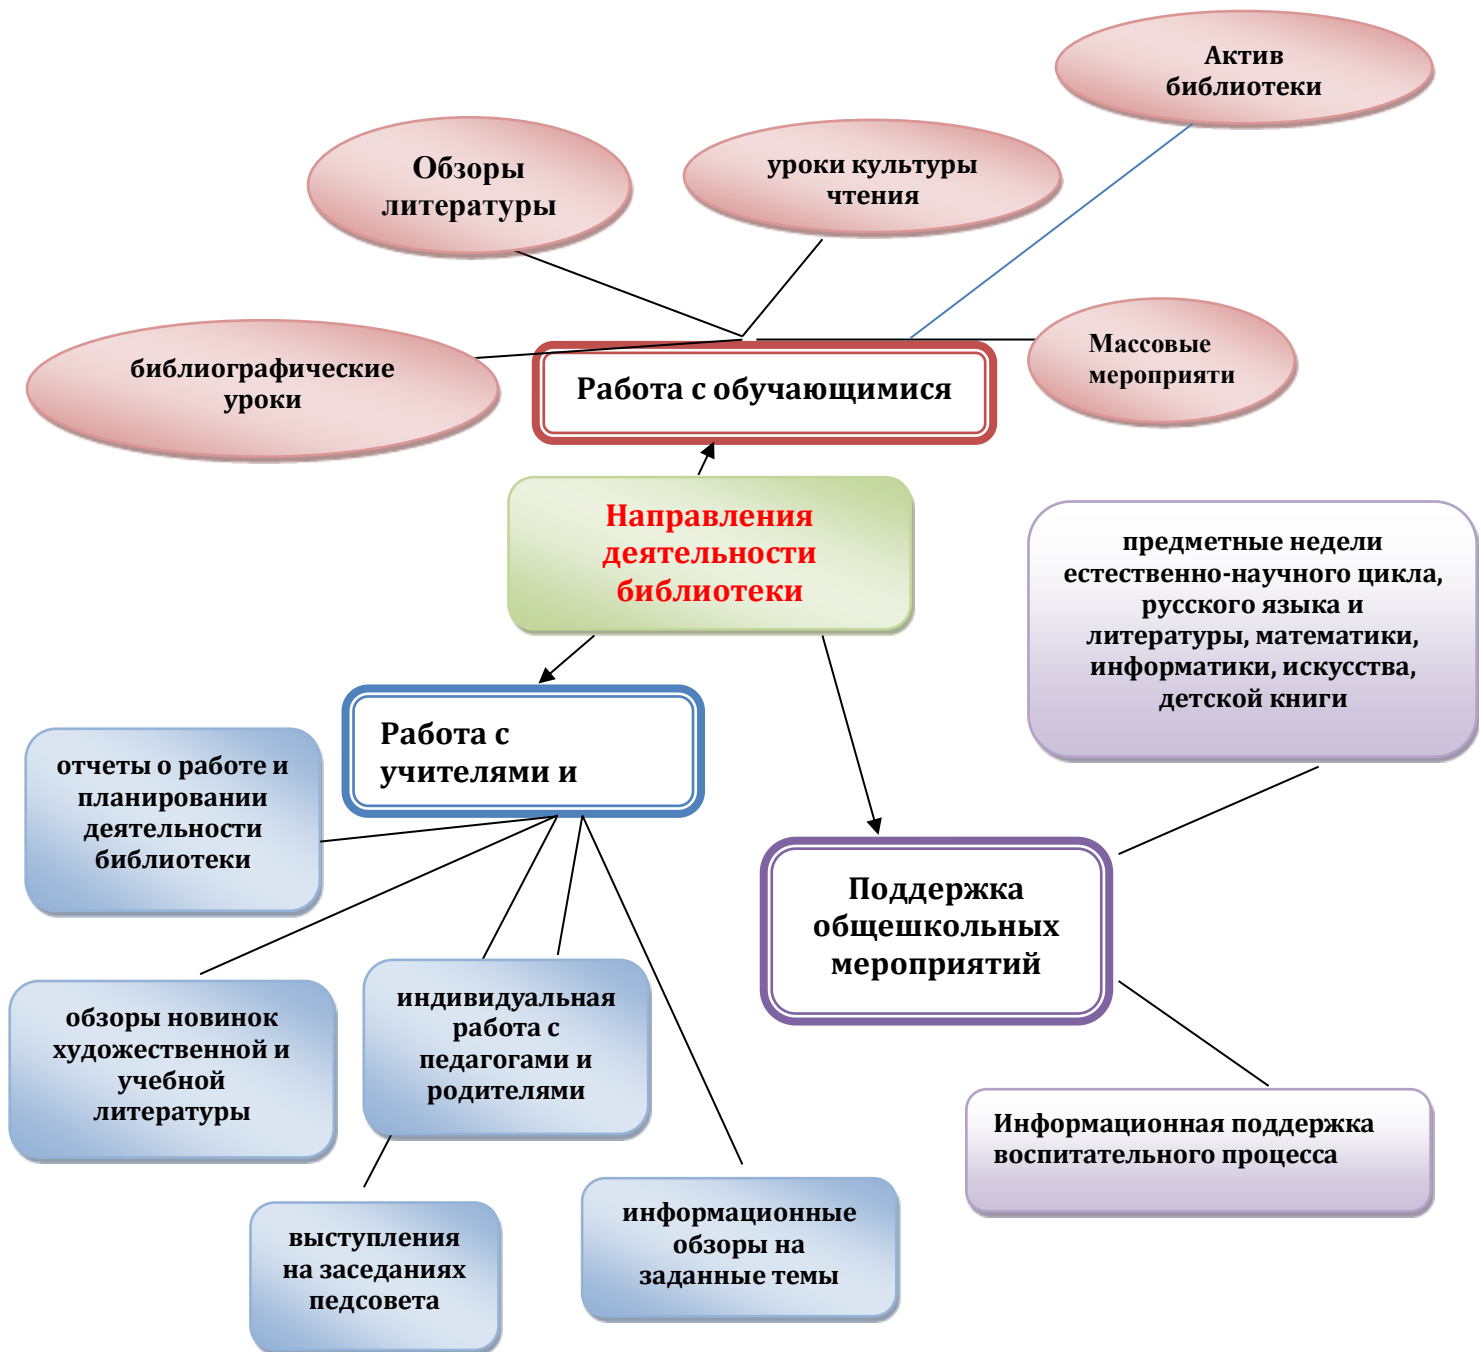 Актив
библиотеки
Обзоры
литературы
уроки культуры
чтения
библиографические
уроки
Массовые
мероприяти
Работа с обучающимися
Направления
деятельности
библиотеки
предметные недели
естественно-научного цикла,
русского языка и
литературы, математики,
информатики, искусства,
детской книги
Работа с
учителями и
отчеты о работе и
планировании
деятельности
библиотеки
Поддержка
общешкольных
мероприятий
обзоры новинок
художественной и
учебной
литературы
индивидуальная
работа с
педагогами и
родителями
Информационная поддержка
воспитательного процесса
выступления
на заседаниях
педсовета
информационные
обзоры на
заданные темы